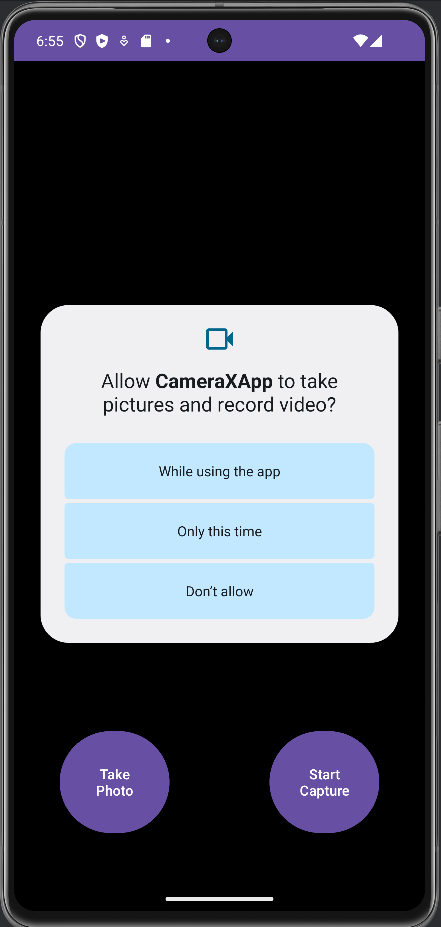 6:55
Allow CameraXApp to take
pictures and record video?
While using the app
Only this time
Don’t allow
Take
Photo
Start
Capture